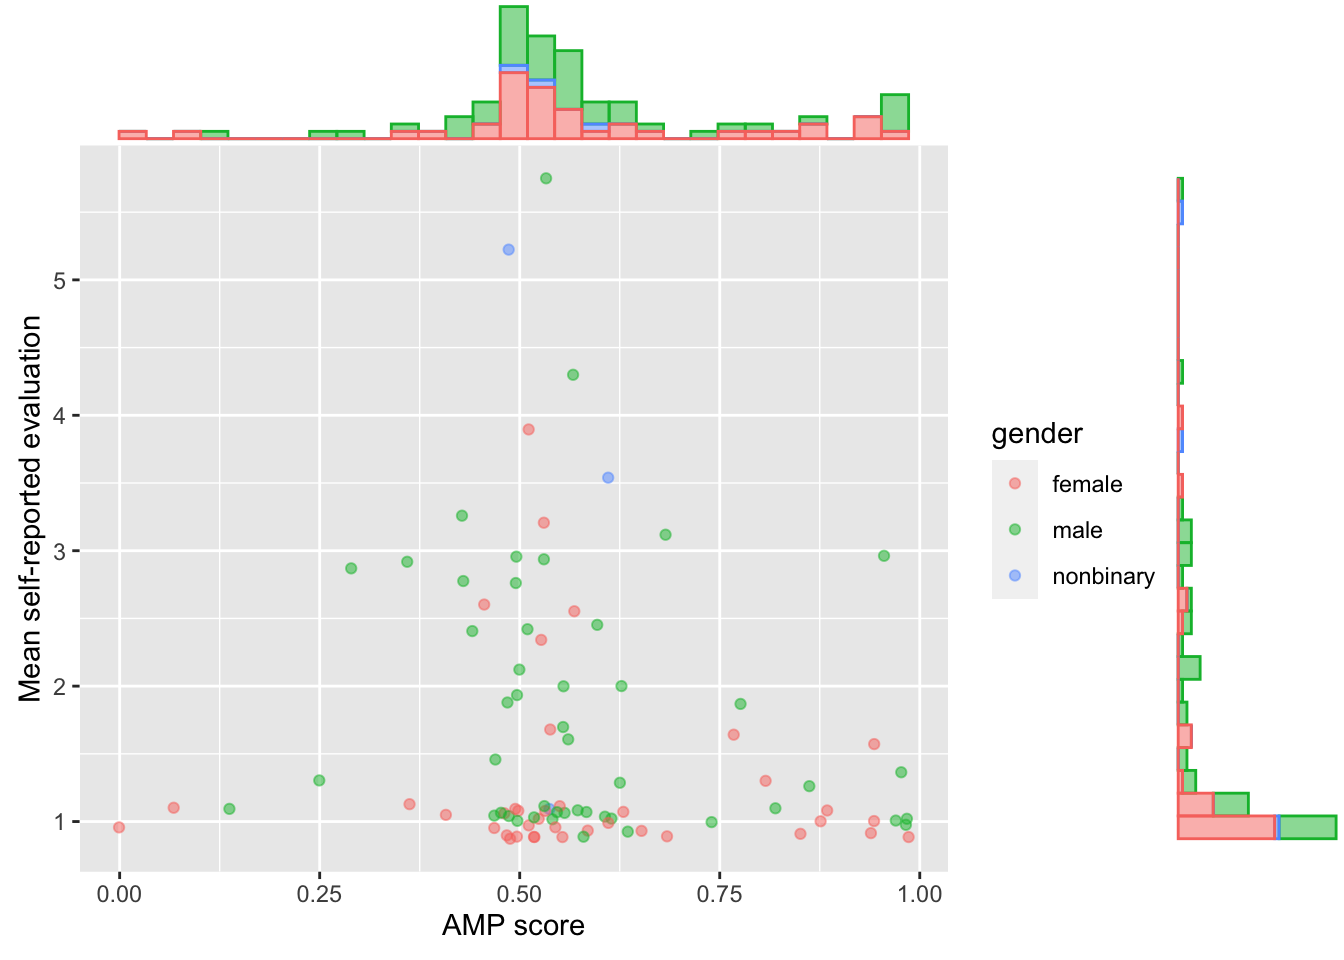 Mean self-reported evaluation
5
4
3
2
1
0.00 0.25 0.50 0.75 1.00
AMP score
gender
female
male
nonbinary